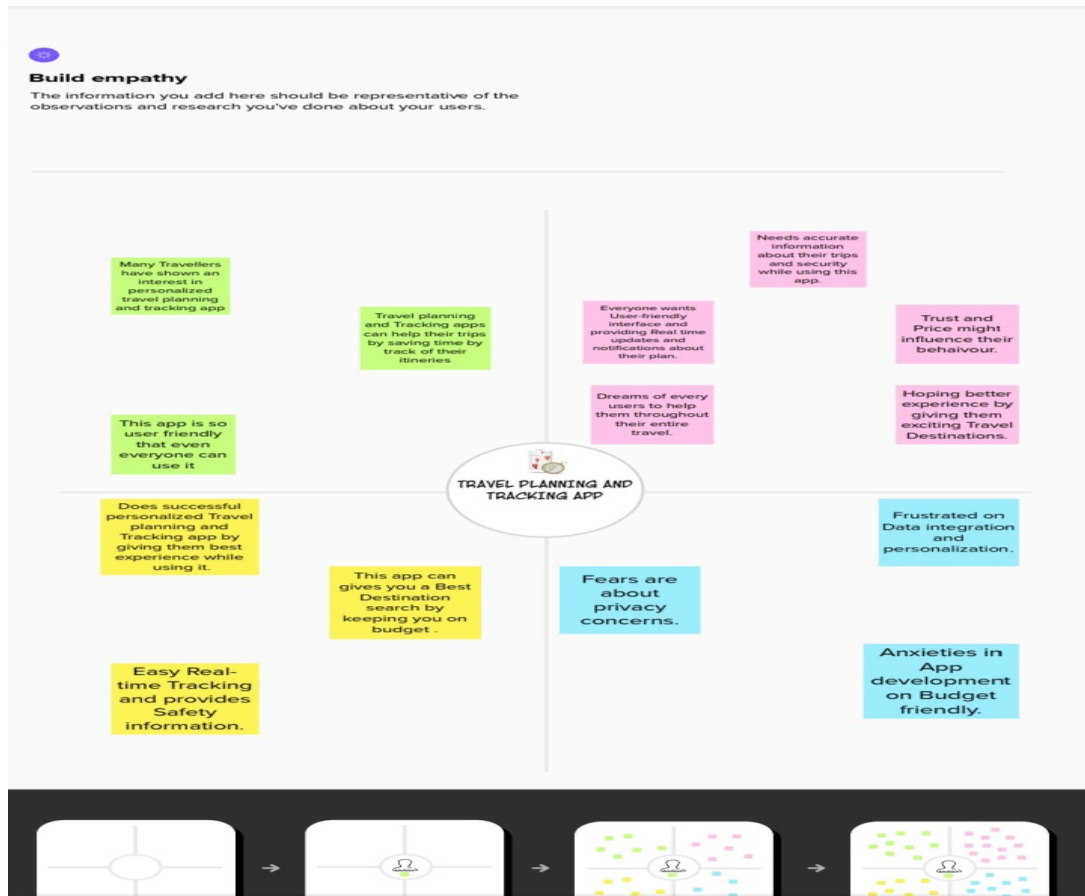 Build empathy
The information you add here should be representative of the
observations and research you've done about your users.
Many Travellers
have shown an
interest in
personalized
travel planning
and tracking app
Travel planning
and Tracking apps
can help their trips
by saving time by
track of their
itineries
This app is so
user friendly
that even
everyone can
use it
Needs accurate
information
about their trips
and security
while using this
app.
Everyone wants
User-friendly
interface and
providing Real time
updates and
notifications about
their plan.
Trust and
Price might
influence their
behaivour.
Dreams of every
users to help
them throughout
their entire
travel.
Hoping better
experience by
giving them
exciting Travel
Destinations.
TRAVEL PLANNING AND
TRACKING APP
Does successful
personalized Travel
planning and
Tracking app by
giving them best
experience while
using it.
This app can
gives you a Best
Destination
search by
keeping you on
budget .
Easy Real-
time Tracking
and provides
Safety
information.
Frustrated on
Data integration
and
personalization.
Fears are
about
privacy
concerns.
Anxieties in
App
development
on Budget
friendly.